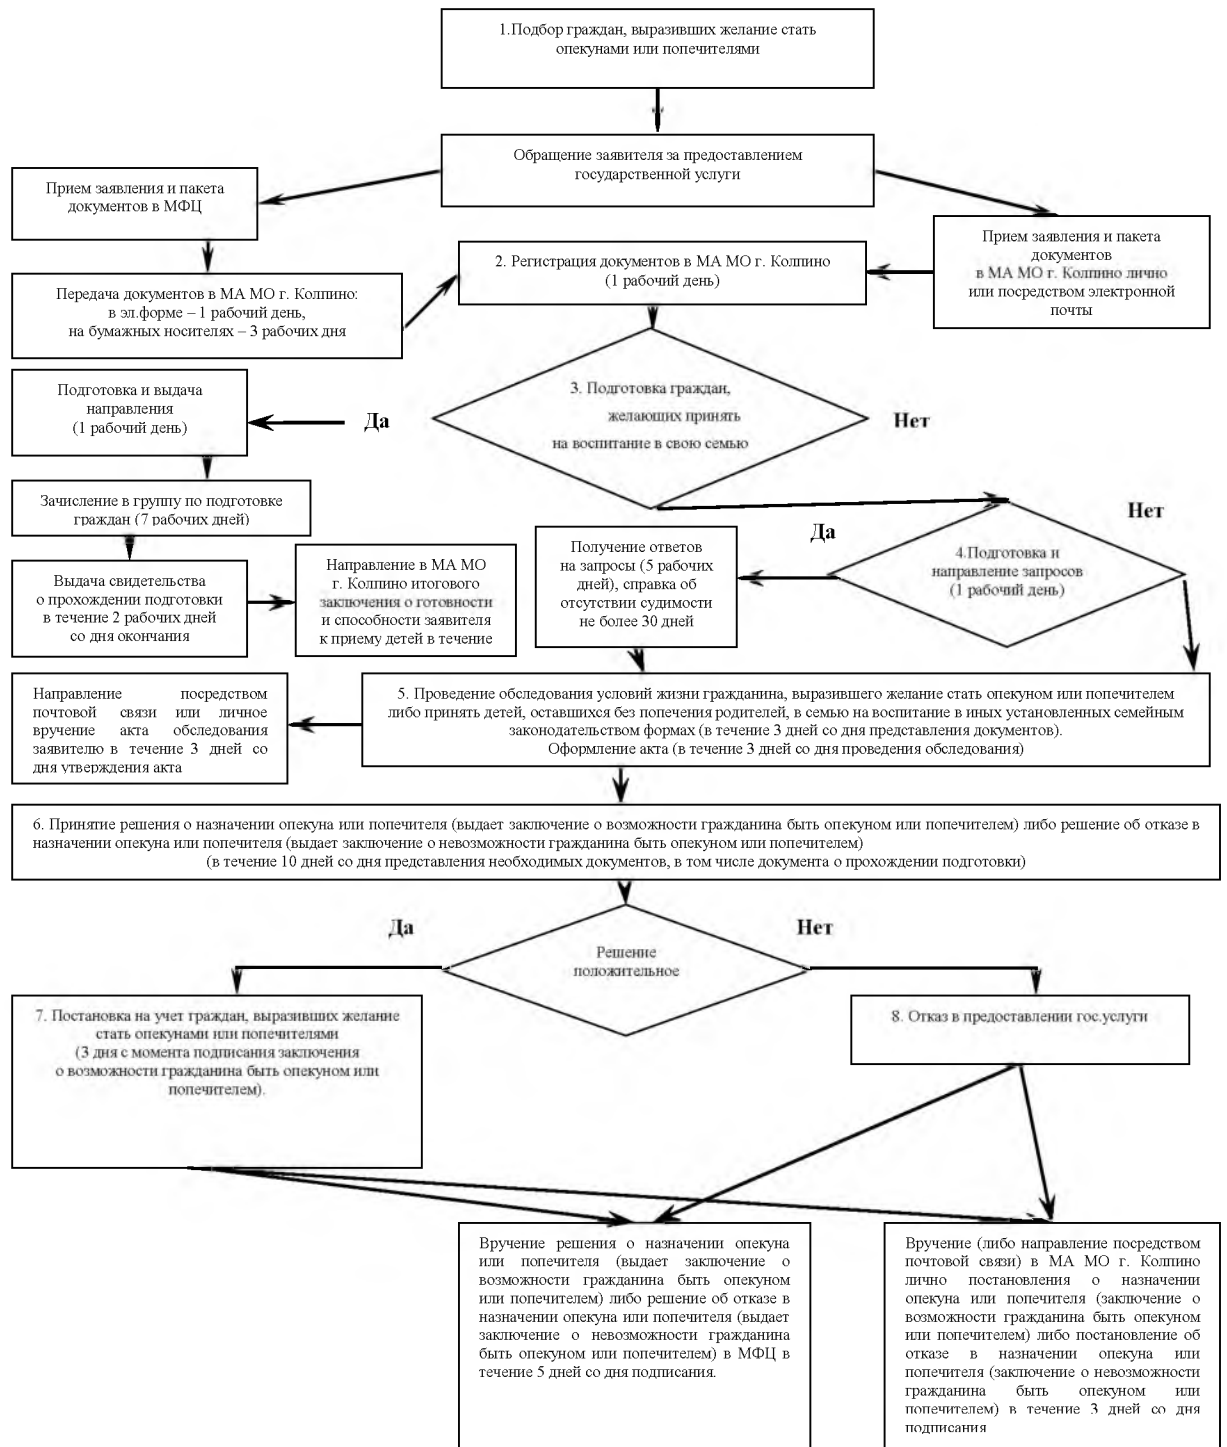 1.Подбор граждан, выразивших желание стать
опекунами или попечителями
Обращение заявителя за предоставлением
государственной услуги
Прием заявления и пакета
документов в МФЦ
Прием заявления и пакета
документов
в МА МО г. Колпино лично
или посредством электронной
почты
2. Регистрация документов в МА МО г. Колпино
(1 рабочий день)
Передача документов в МА МО г. Колпино:
в эл.форме – 1 рабочий день,
на бумажных носителях – 3 рабочих дня
3. Подготовка граждан,
желающих принять
на воспитание в свою семью
Да
Нет
Подготовка и выдача
направления
(1 рабочий день)
Зачисление в группу по подготовке
граждан (7 рабочих дней)
Выдача свидетельства
о прохождении подготовки
в течение 2 рабочих дней
со дня окончания
Направление в МА МО
г. Колпино итогового
заключения о готовности
и способности заявителя
к приему детей в течение
Получение ответов
на запросы (5 рабочих
дней), справка об
отсутствии судимости
не более 30 дней
Да
Нет
4.Подготовка и
направление запросов
(1 рабочий день)
Направление посредством
почтовой связи или личное
вручение акта обследования
заявителю в течение 3 дней со
дня утверждения акта
5. Проведение обследования условий жизни гражданина, выразившего желание стать опекуном или попечителем
либо принять детей, оставшихся без попечения родителей, в семью на воспитание в иных установленных семейным
законодательством формах (в течение 3 дней со дня представления документов).
Оформление акта (в течение 3 дней со дня проведения обследования)
6. Принятие решения о назначении опекуна или попечителя (выдает заключение о возможности гражданина быть опекуном или попечителем) либо решение об отказе в
назначении опекуна или попечителя (выдает заключение о невозможности гражданина быть опекуном или попечителем)
(в течение 10 дней со дня представления необходимых документов, в том числе документа о прохождении подготовки)
Да
Нет
Решение
положительное
7. Постановка на учет граждан, выразивших желание
стать опекунами или попечителями
(3 дня с момента подписания заключения
о возможности гражданина быть опекуном или
попечителем).
8. Отказ в предоставлении гос.услуги
Вручение решения о назначении опекуна
или попечителя (выдает заключение о
возможности гражданина быть опекуном
или попечителем) либо решение об отказе в
назначении опекуна или попечителя (выдает
заключение о невозможности гражданина
быть опекуном или попечителем) в МФЦ в
течение 5 дней со дня подписания.
Вручение (либо направление посредством
почтовой связи) в МА МО г. Колпино
лично постановления о назначении
опекуна или попечителя (заключение о
возможности гражданина быть опекуном
или попечителем) либо постановление об
отказе в назначении опекуна или
попечителя (заключение о невозможности
гражданина быть опекуном или
попечителем) в течение 3 дней со дня
подписания